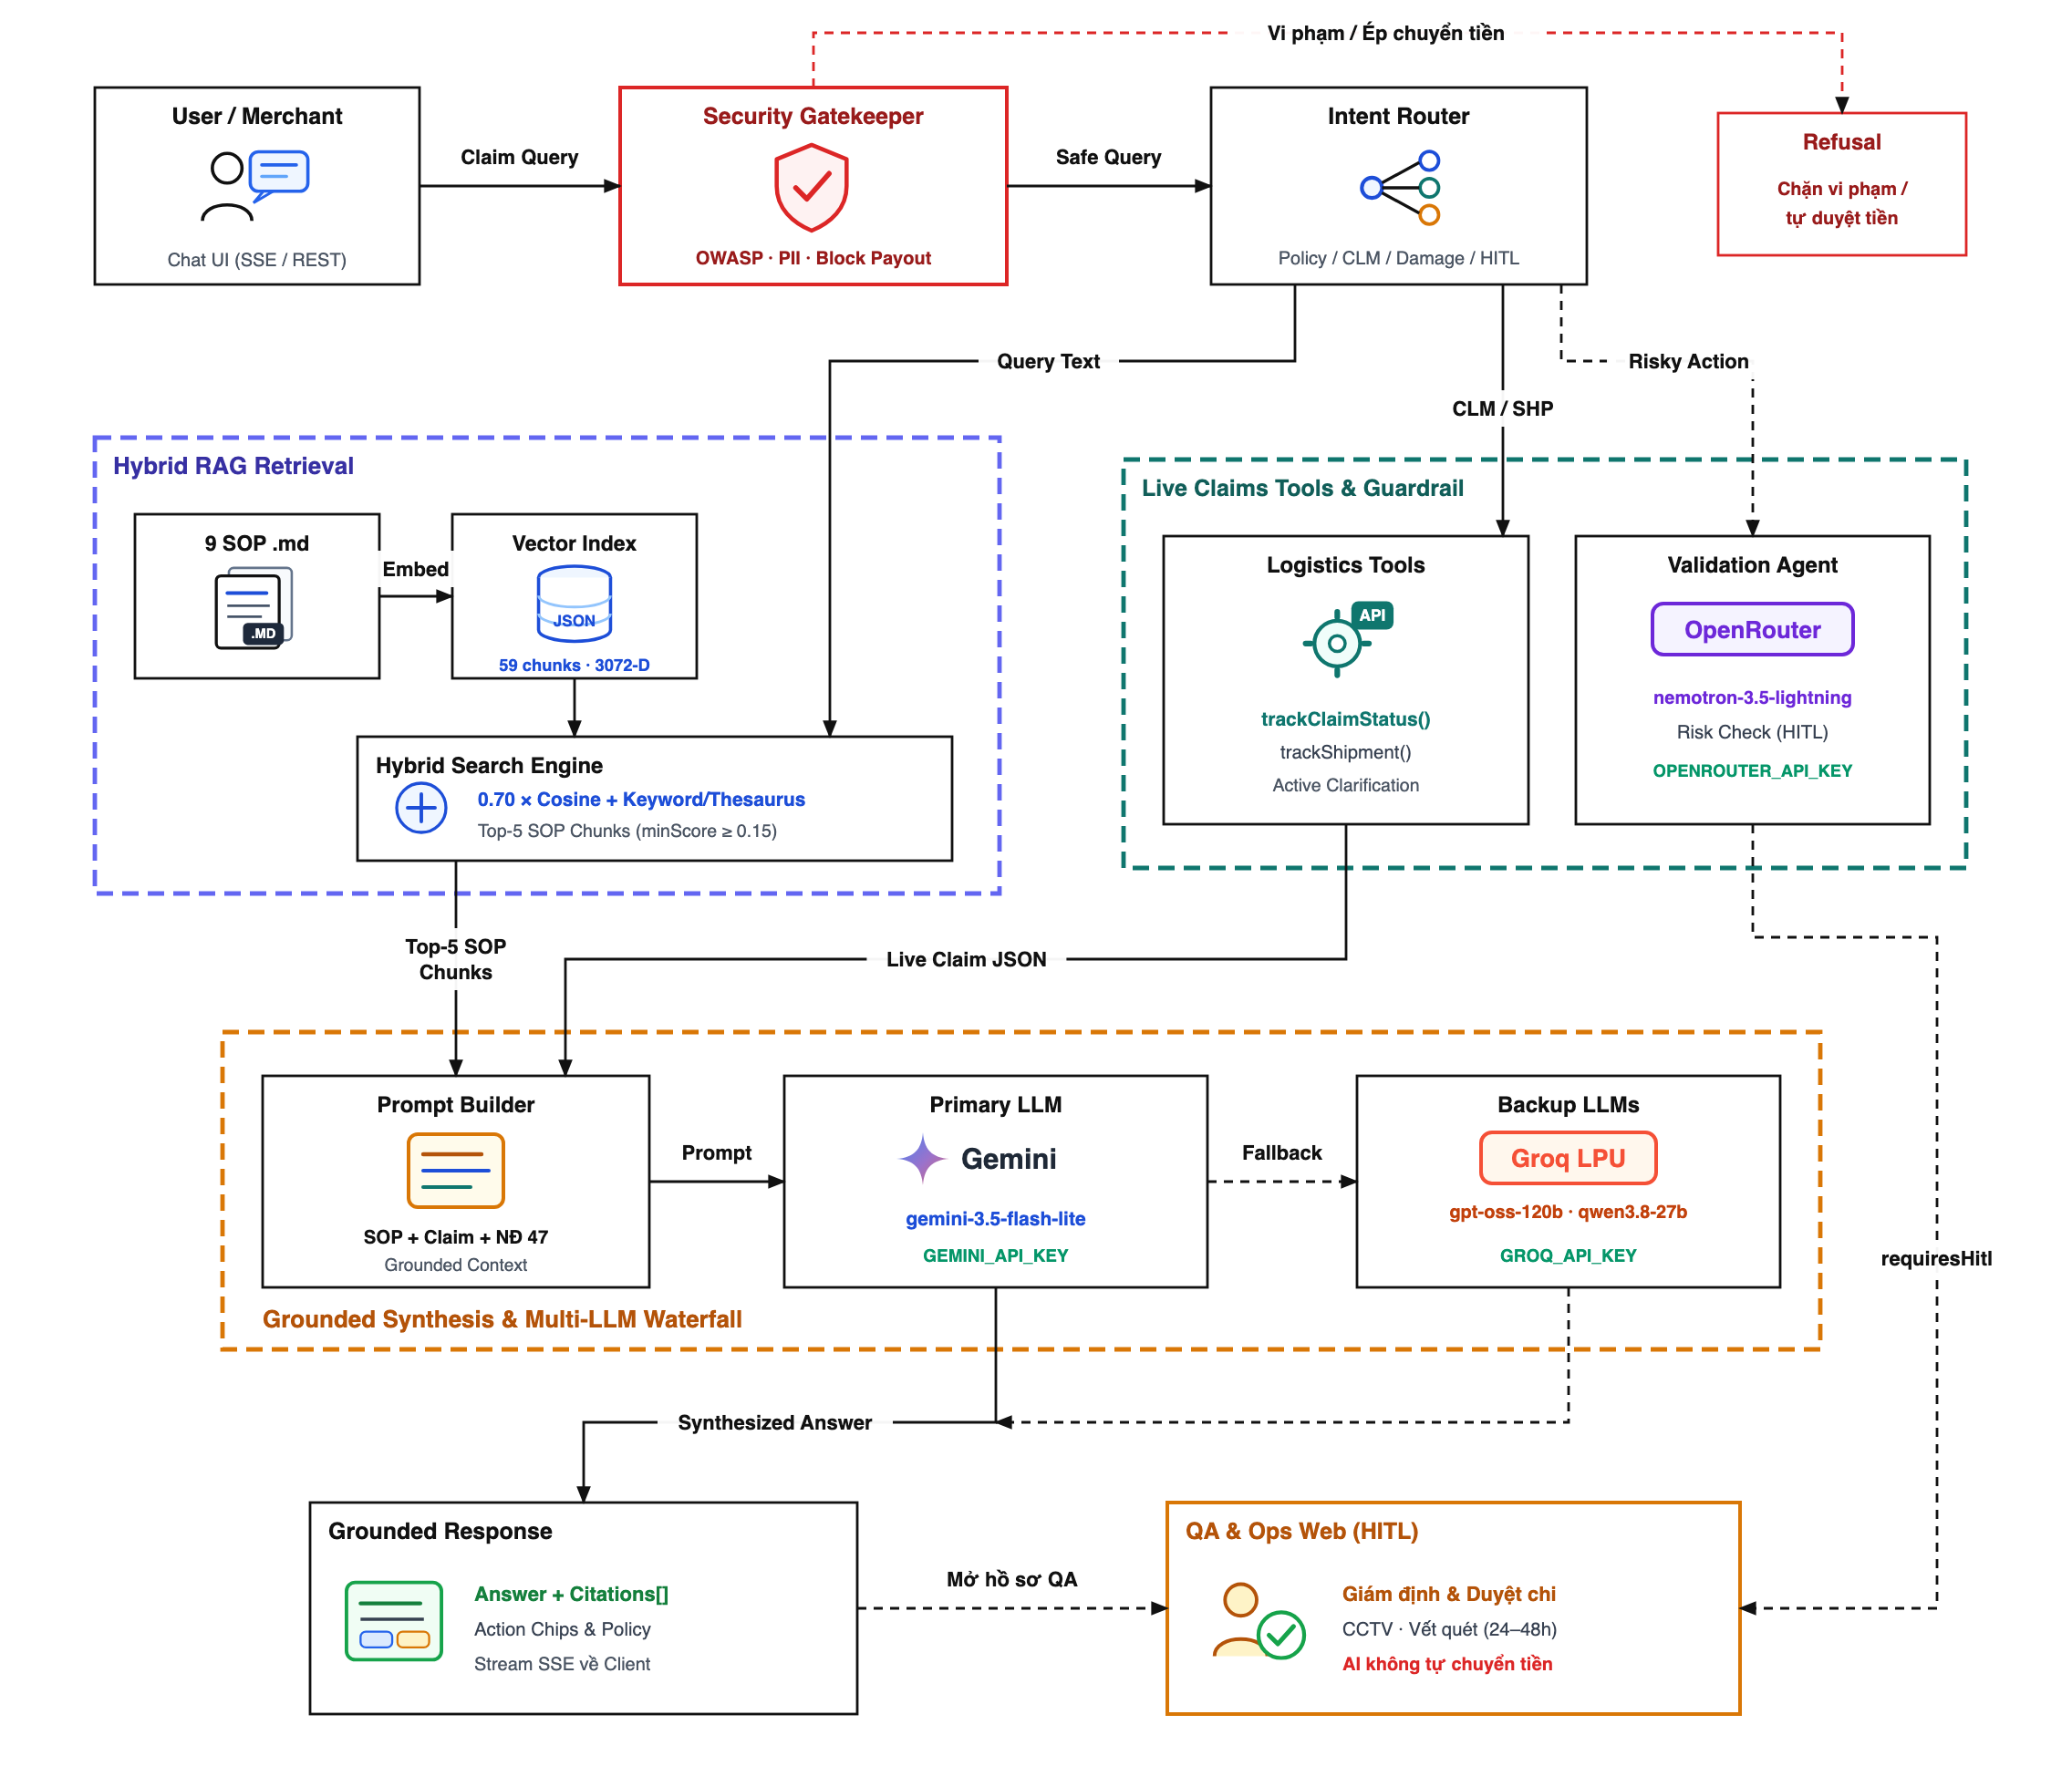 Vi phạm / Ép chuyển tiền
User / Merchant
Chat UI (SSE / REST)
Claim Query
Security Gatekeeper
OWASP · PII · Block Payout
Safe Query
Intent Router
Policy / CLM / Damage / HITL
Refusal
Chặn vi phạm /
tự duyệt tiền
Query Text
CLM / SHP
Risky Action
Hybrid RAG Retrieval
9 SOP .md
.MD
Embed
Vector Index
JSON
59 chunks · 3072-D
Hybrid Search Engine
0.70 × Cosine + Keyword/Thesaurus
Top-5 SOP Chunks (minScore ≥ 0.15)
Live Claims Tools & Guardrail
Logistics Tools
API
trackClaimStatus()
trackShipment()
Active Clarification
Validation Agent
OpenRouter
nemotron-3.5-lightning
Risk Check (HITL)
OPENROUTER_API_KEY
Top-5 SOP
Chunks
Live Claim JSON
Prompt Builder
SOP + Claim + NĐ 47
Grounded Context
Prompt
Primary LLM
Gemini
gemini-3.5-flash-lite
GEMINI_API_KEY
Fallback
Backup LLMs
Groq LPU
gpt-oss-120b · qwen3.8-27b
GROQ_API_KEY
Grounded Synthesis & Multi-LLM Waterfall
requiresHitl
Synthesized Answer
Grounded Response
Answer + Citations[]
Action Chips & Policy
Stream SSE về Client
Mở hồ sơ QA
QA & Ops Web (HITL)
Giám định & Duyệt chi
CCTV · Vết quét (24–48h)
AI không tự chuyển tiền